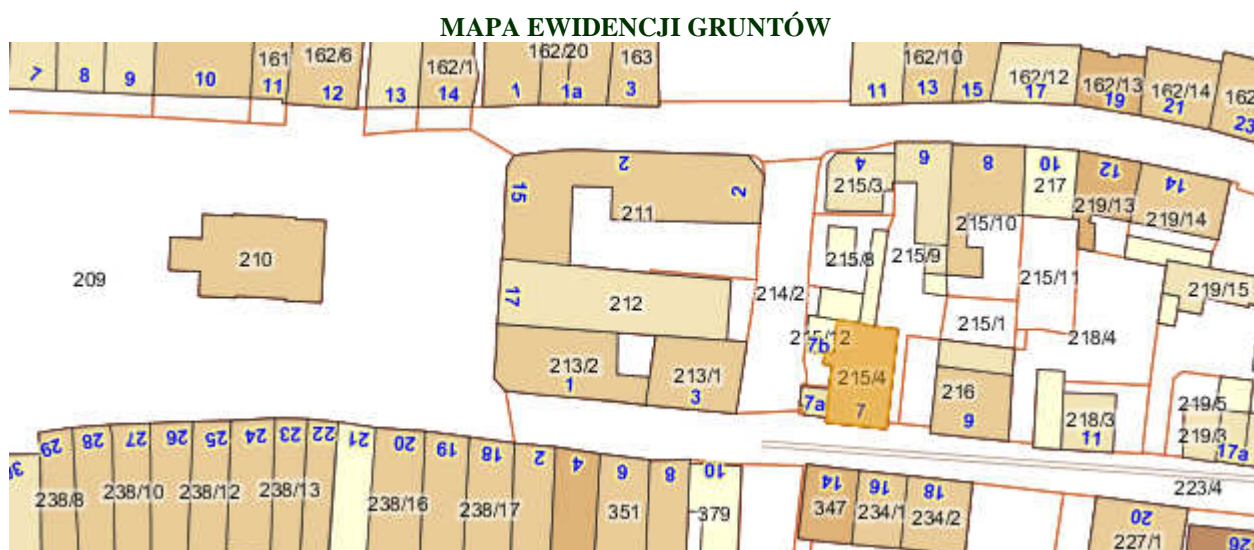 MAPA EWIDENCJI GRUNTÓW
7 8 9 10 161 11 162/6 12 13 162/1 14 1 162/20 1a 163 3 11 162/10 13 15 162/12 17 162/13 19 162/14 21 162 23
15 2 2 211 4 215/3 6 8 10 217 12 219/13 14 219/14
209 210 17 212 214/2 215/8 215/9 215/10 215/11 215/1 218/4 219/15
213/2 1 213/1 3 7b 7a 215/4 7 216 9 218/3 11 219/5 219/3 17a
29 28 27 26 25 24 23 22 21 20 19 18 2 4 6 8 10
238/8 238/10 238/12 238/13 238/16 238/17 351 379 14 347 16 234/1 18 234/2 223/4 20 227/1 26